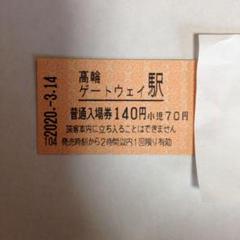 2020.-3.14
高輪
ゲートウェイ駅
普通入場券140円小児70円
旅客車内に立ち入ることはできません
発売時刻から2時間以内1回限り有効